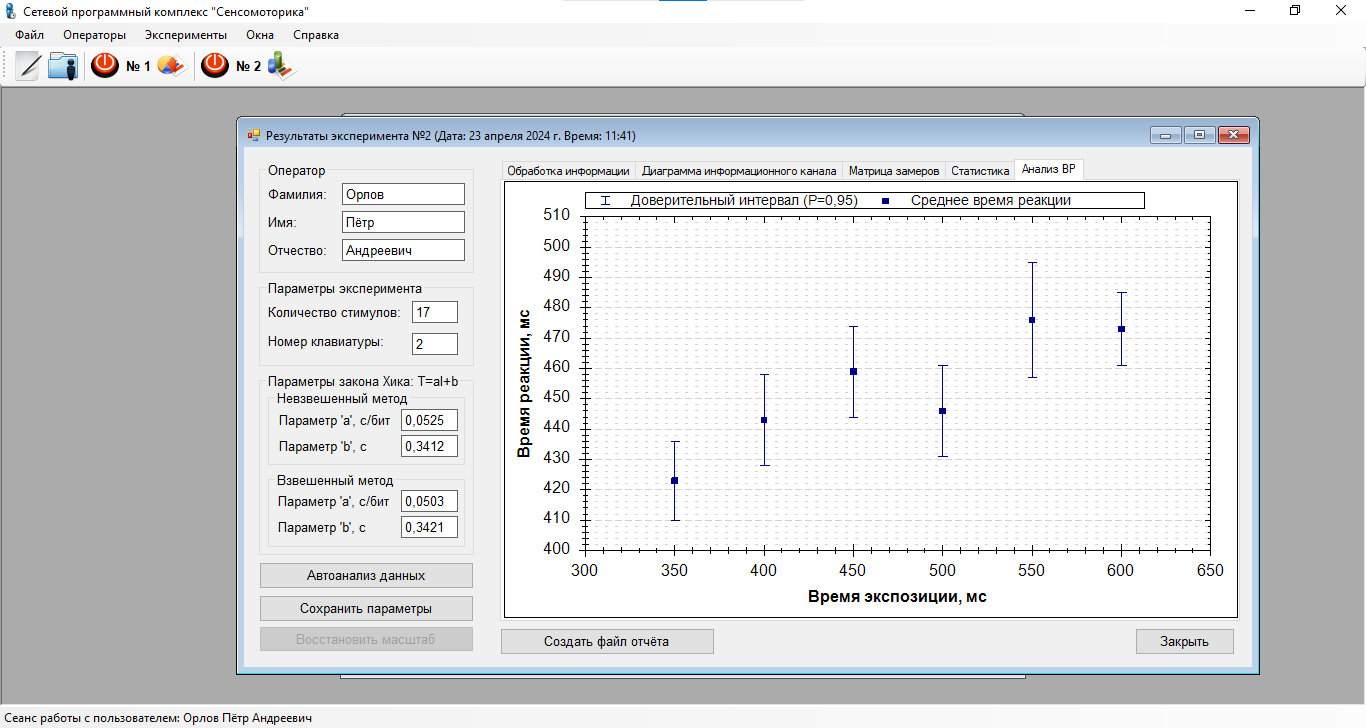 Сетевой программный комплекс "Сенсомоторика"
Файл Операторы Эксперименты Окна Справка
№ 1 № 2
Результаты эксперимента №2 (Дата: 23 апреля 2024 г. Время: 11:41)
Оператор
Фамилия: Орлов
Имя: Пётр
Отчество: Андреевич
Параметры эксперимента
Количество стимулов: 17
Номер клавиатуры: 2
Параметры закона Хика: T=aI+b
Невзвешенный метод
Параметр 'a', с/бит 0,0525
Параметр 'b', с 0,3412
Взвешенный метод
Параметр 'a', с/бит 0,0503
Параметр 'b', с 0,3421
Автоанализ данных
Сохранить параметры
Восстановить масштаб
Обработка информации Диаграмма информационного канала Матрица замеров Статистика Анализ ВР
Доверительный интервал (P=0,95) Среднее время реакции
510
500
490
480
470
460
450
440
430
420
410
400
Время реакции, мс
300 350 400 450 500 550 600 650
Время экспозиции, мс
Создать файл отчёта Закрыть
Сеанс работы с пользователем: Орлов Пётр Андреевич